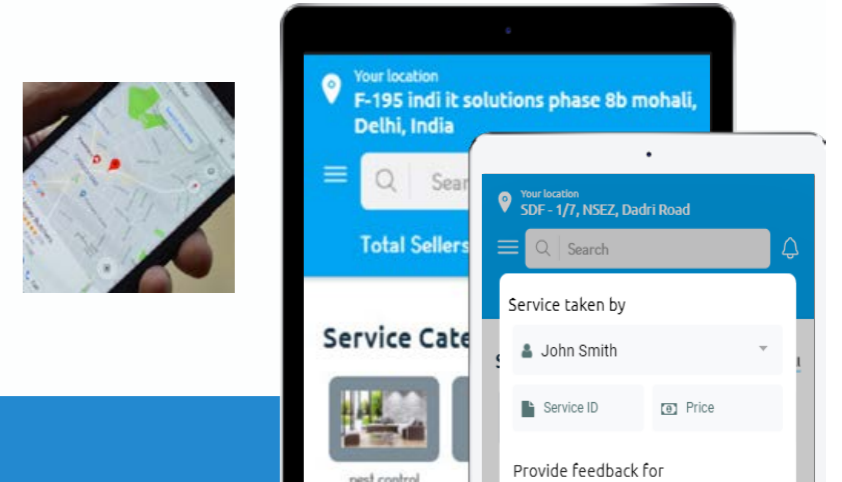 Your location
F-195 indi it solutions phase 8b mohali,
Delhi, India
Sear
Total Sellers
Service Cate
pest control
Your location
SDF - 1/7, NSEZ, Dadri Road
Search
Service taken by
John Smith
Service ID
Price
Provide feedback for